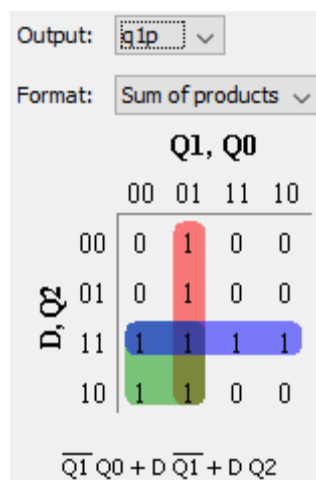 Output: q1p
Format: Sum of products
Q1, Q0
00 01 11 10
00 0 1 0 0
01 0 1 0 0
11 1 1 1 1
10 1 1 0 0
D, Q2
Q1̅ Q0 + D Q1̅ + D Q2